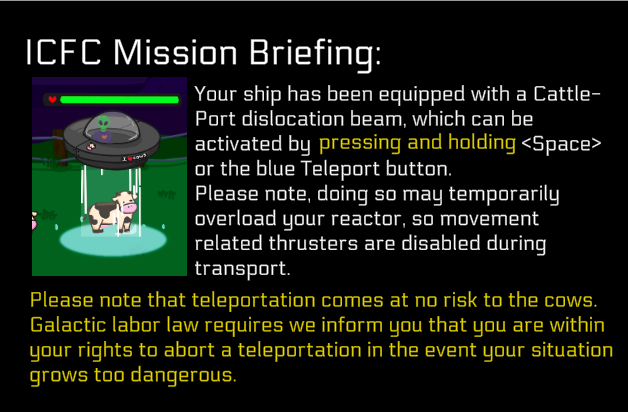 ICFC Mission Briefing:
Your ship has been equipped with a Cattle-
Port dislocation beam, which can be
activated by pressing and holding <Space>
or the blue Teleport button.
Please note, doing so may temporarily
overload your reactor, so movement
related thrusters are disabled during
transport.
Please note that teleportation comes at no risk to the cows.
Galactic labor law requires we inform you that you are within
your rights to abort a teleportation in the event your situation
grows too dangerous.